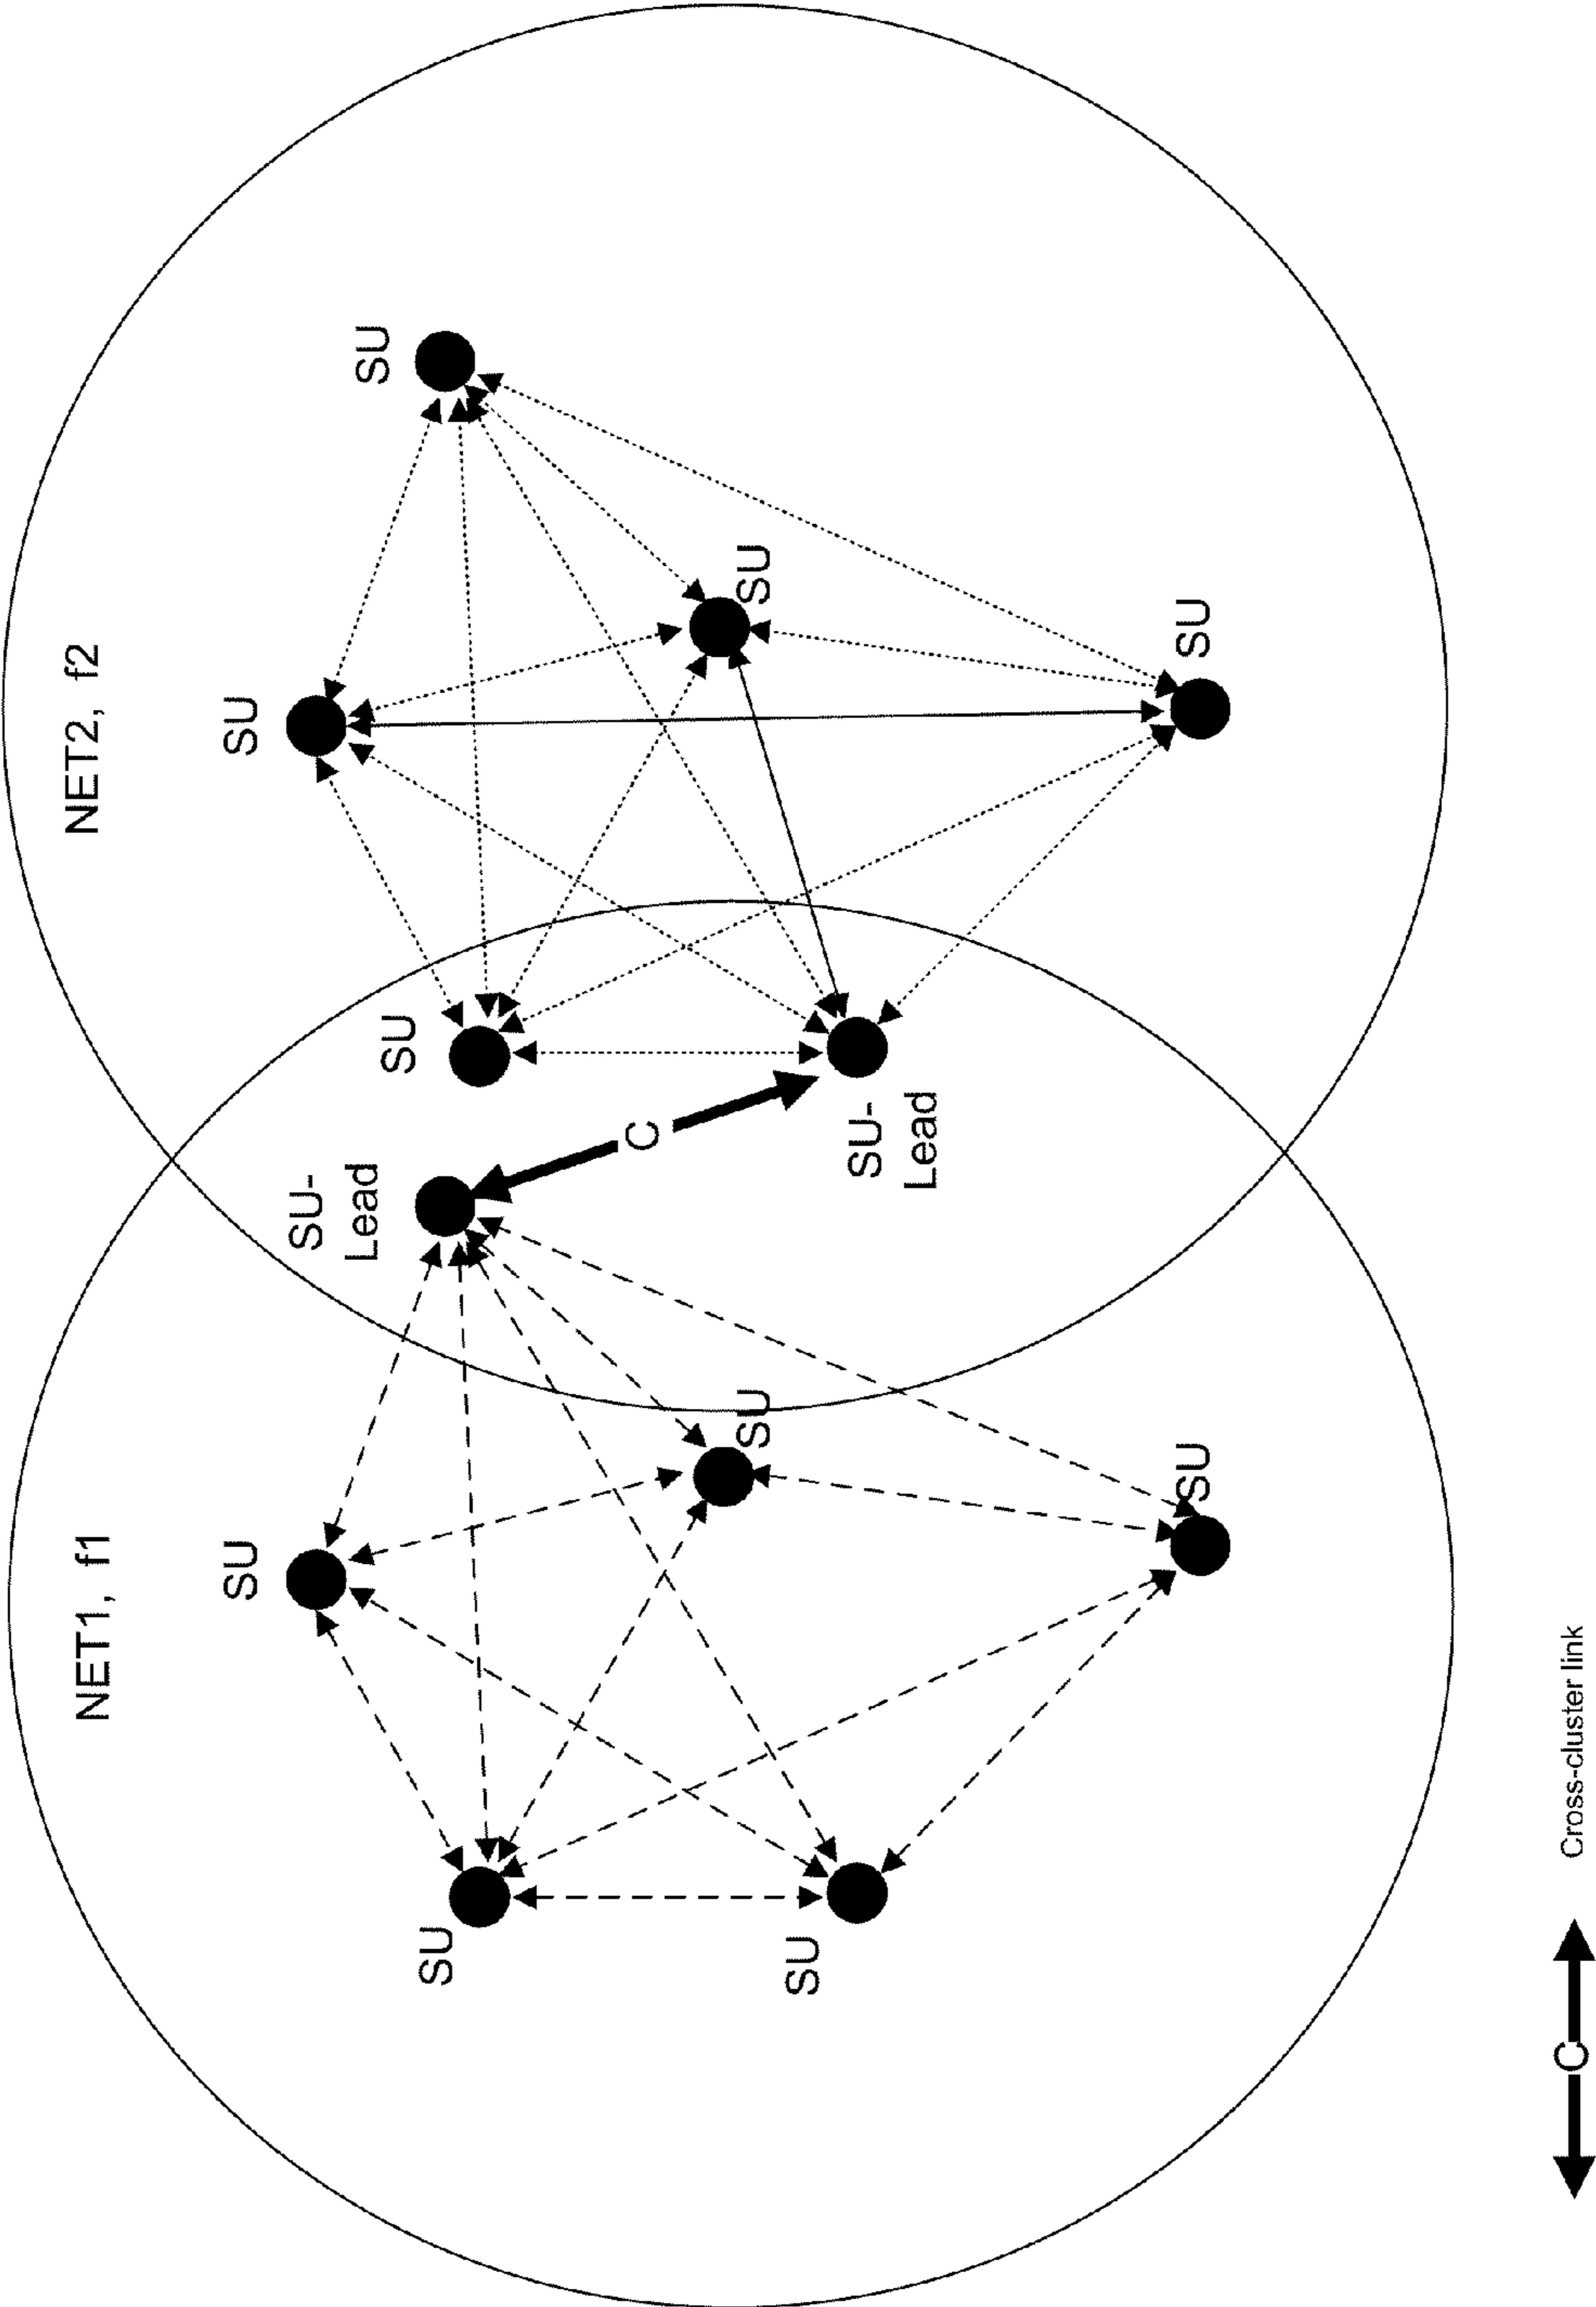 NET1, f1
NET2, f2
SU
SU
SU-
Lead
SU
SU
SU
C
SU
SU
SU
SU-
Lead
SU
SU
C
Cross-cluster link